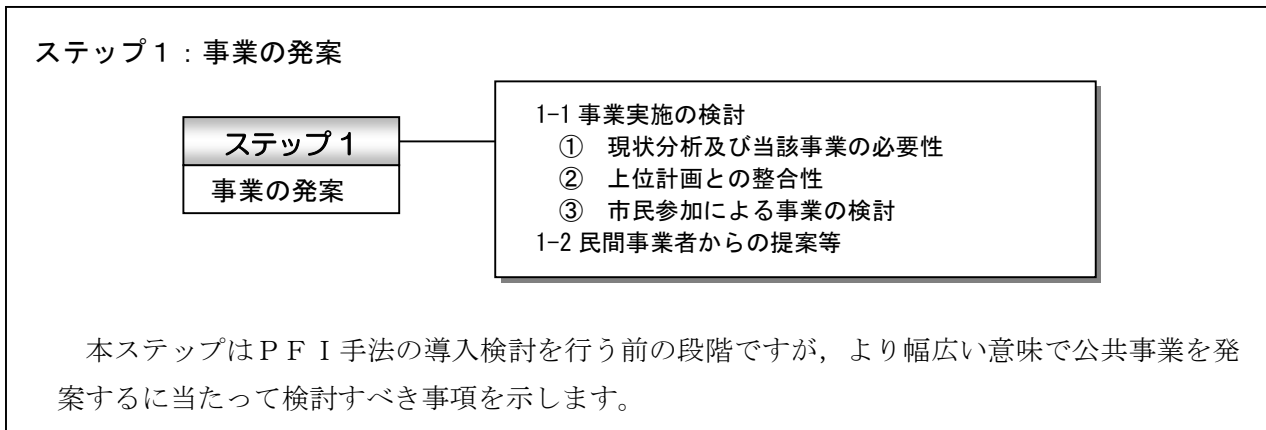 ステップ１：事業の発案
ステップ１
事業の発案
1-1 事業実施の検討
①　現状分析及び当該事業の必要性
②　上位計画との整合性
③　市民参加による事業の検討
1-2 民間事業者からの提案等
本ステップはＰＦＩ手法の導入検討を行う前の段階ですが，より幅広い意味で公共事業を発
案するに当たって検討すべき事項を示します。